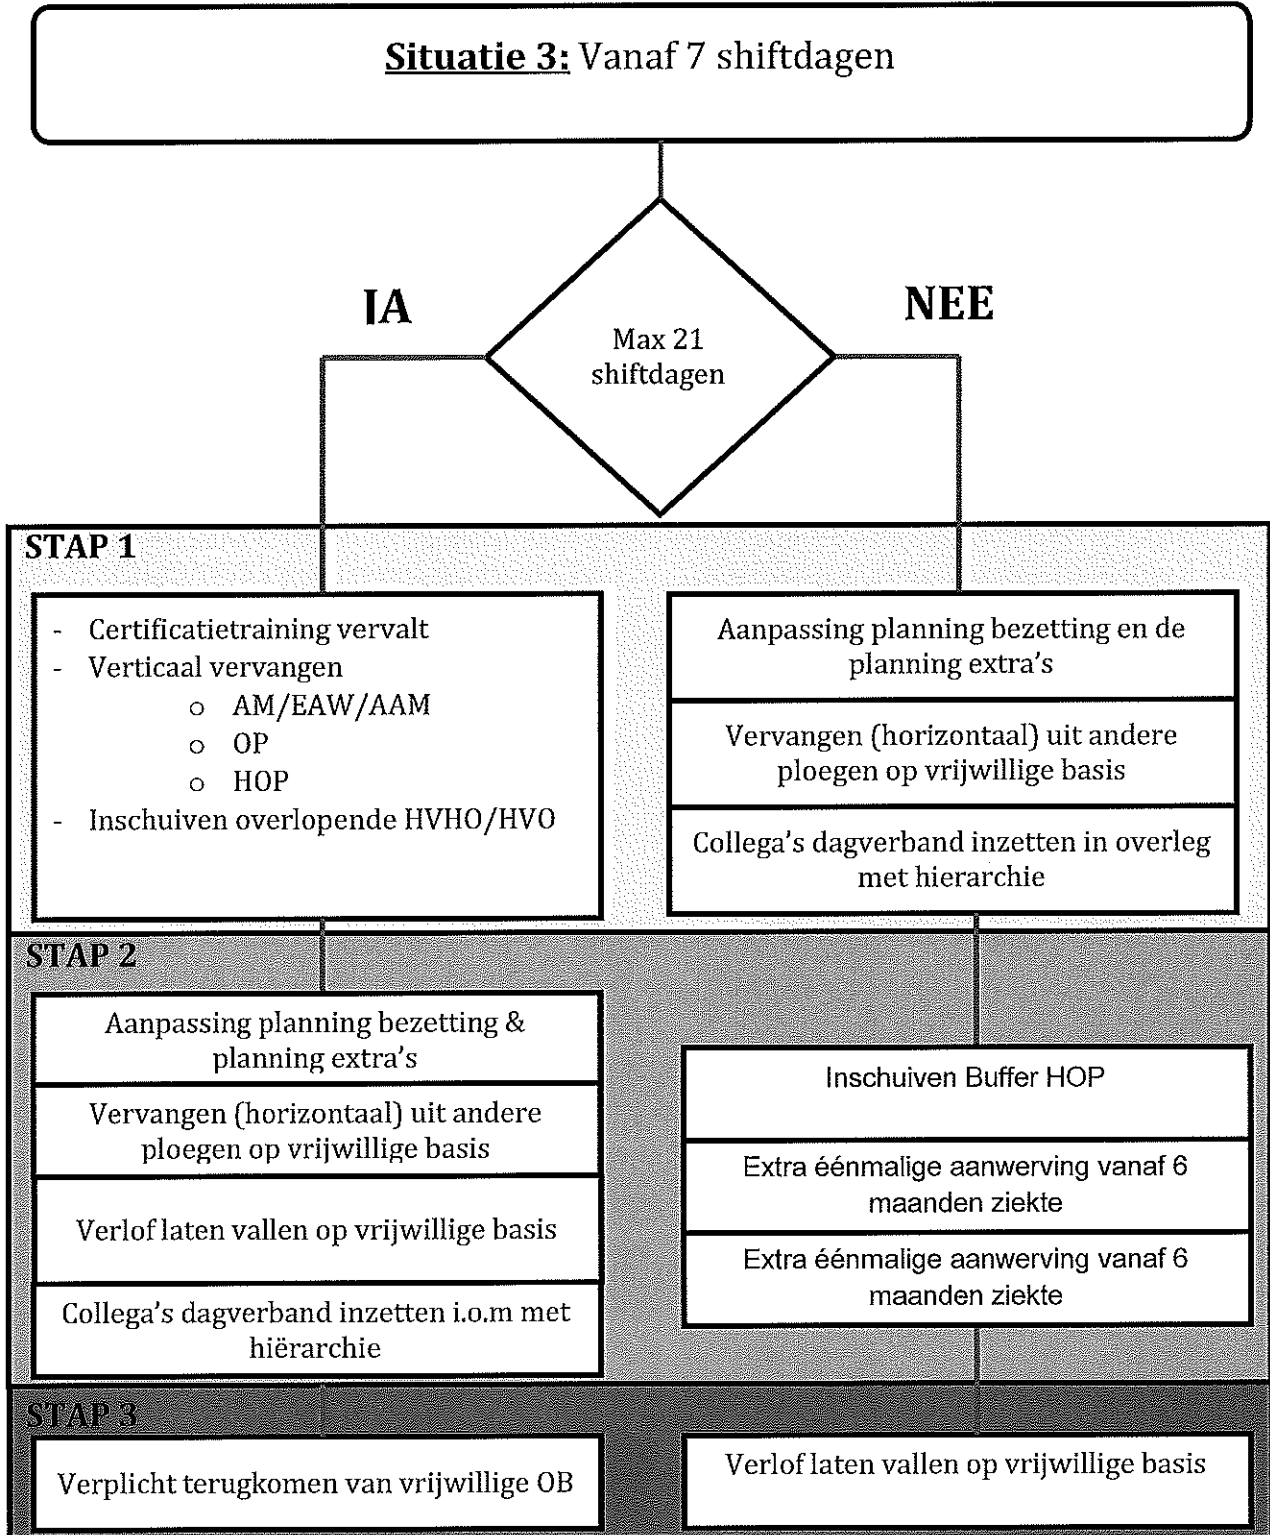 Situatie 3: Vanaf 7 shiftdagen
JA
NEE
Max 21
shiftdagen
STAP 1
- Certificatietraining vervalt
- Verticaal vervangen
o AM/EAW/AAM
o OP
o HOP
- Inschuiven overlopende HVHO/HVO
Aanpassing planning bezetting en de
planning extra's
Vervangen (horizontaal) uit andere
ploegen op vrijwillige basis
Collega's dagverband inzetten in overleg
met hierarchie
STAP 2
Aanpassing planning bezetting &
planning extra's
Vervangen (horizontaal) uit andere
ploegen op vrijwillige basis
Verlof laten vallen op vrijwillige basis
Collega's dagverband inzetten i.o.m met
hiërarchie
Inschuiven Buffer HOP
Extra éénmalige aanwerving vanaf 6
maanden ziekte
Extra éénmalige aanwerving vanaf 6
maanden ziekte
STAP 3
Verplicht terugkomen van vrijwillige OB
Verlof laten vallen op vrijwillige basis